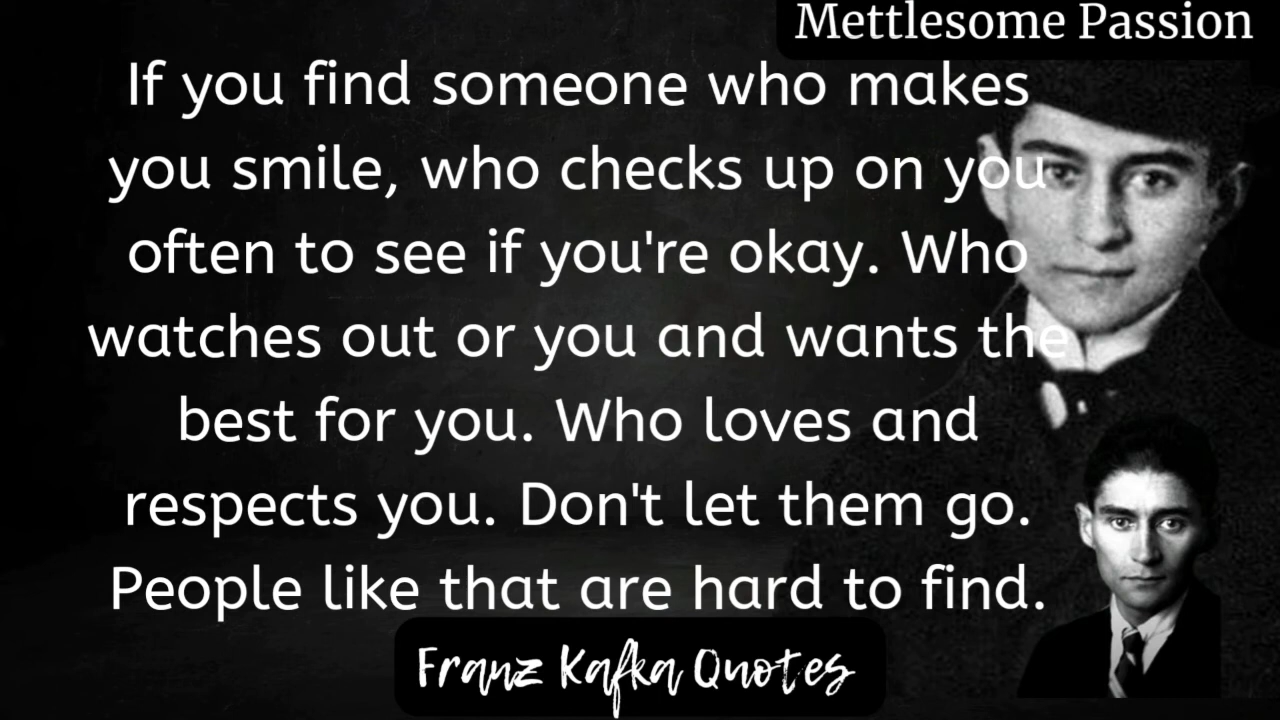 Mettlesome Passion
If you find someone who makes
you smile, who checks up on you
often to see if you're okay. Who
watches out or you and wants the
best for you. Who loves and
respects you. Don't let them go.
People like that are hard to find.
Franz Kafka Quotes